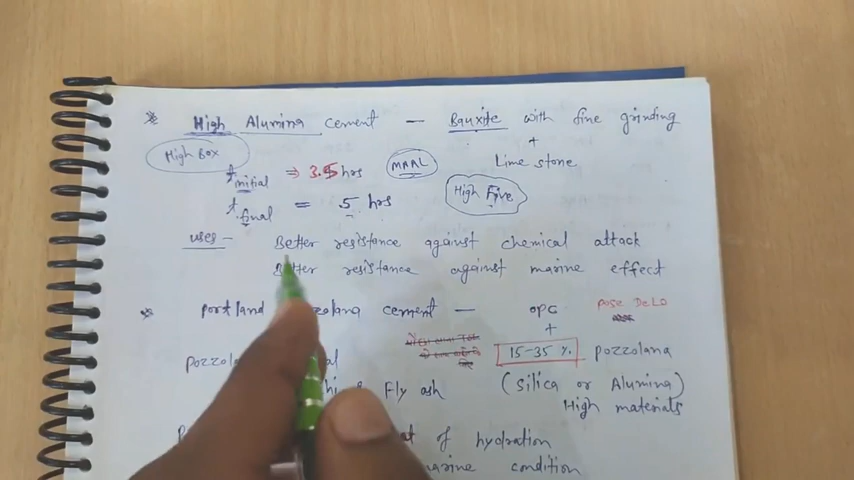 * High Alumina cement — Bauxite with fine grinding
+
High Box
Lime stone
t initial ⇒ 3.5 hrs MAAL
High Five
t final = 5 hrs
uses - Better resistance against chemical attack
Better resistance against marine effect
* Portland cement — OPC Pose DeLo
+
15-35 % pozzolana
Fly ash (Silica or Alumina)
High materials
of hydration
marine condition